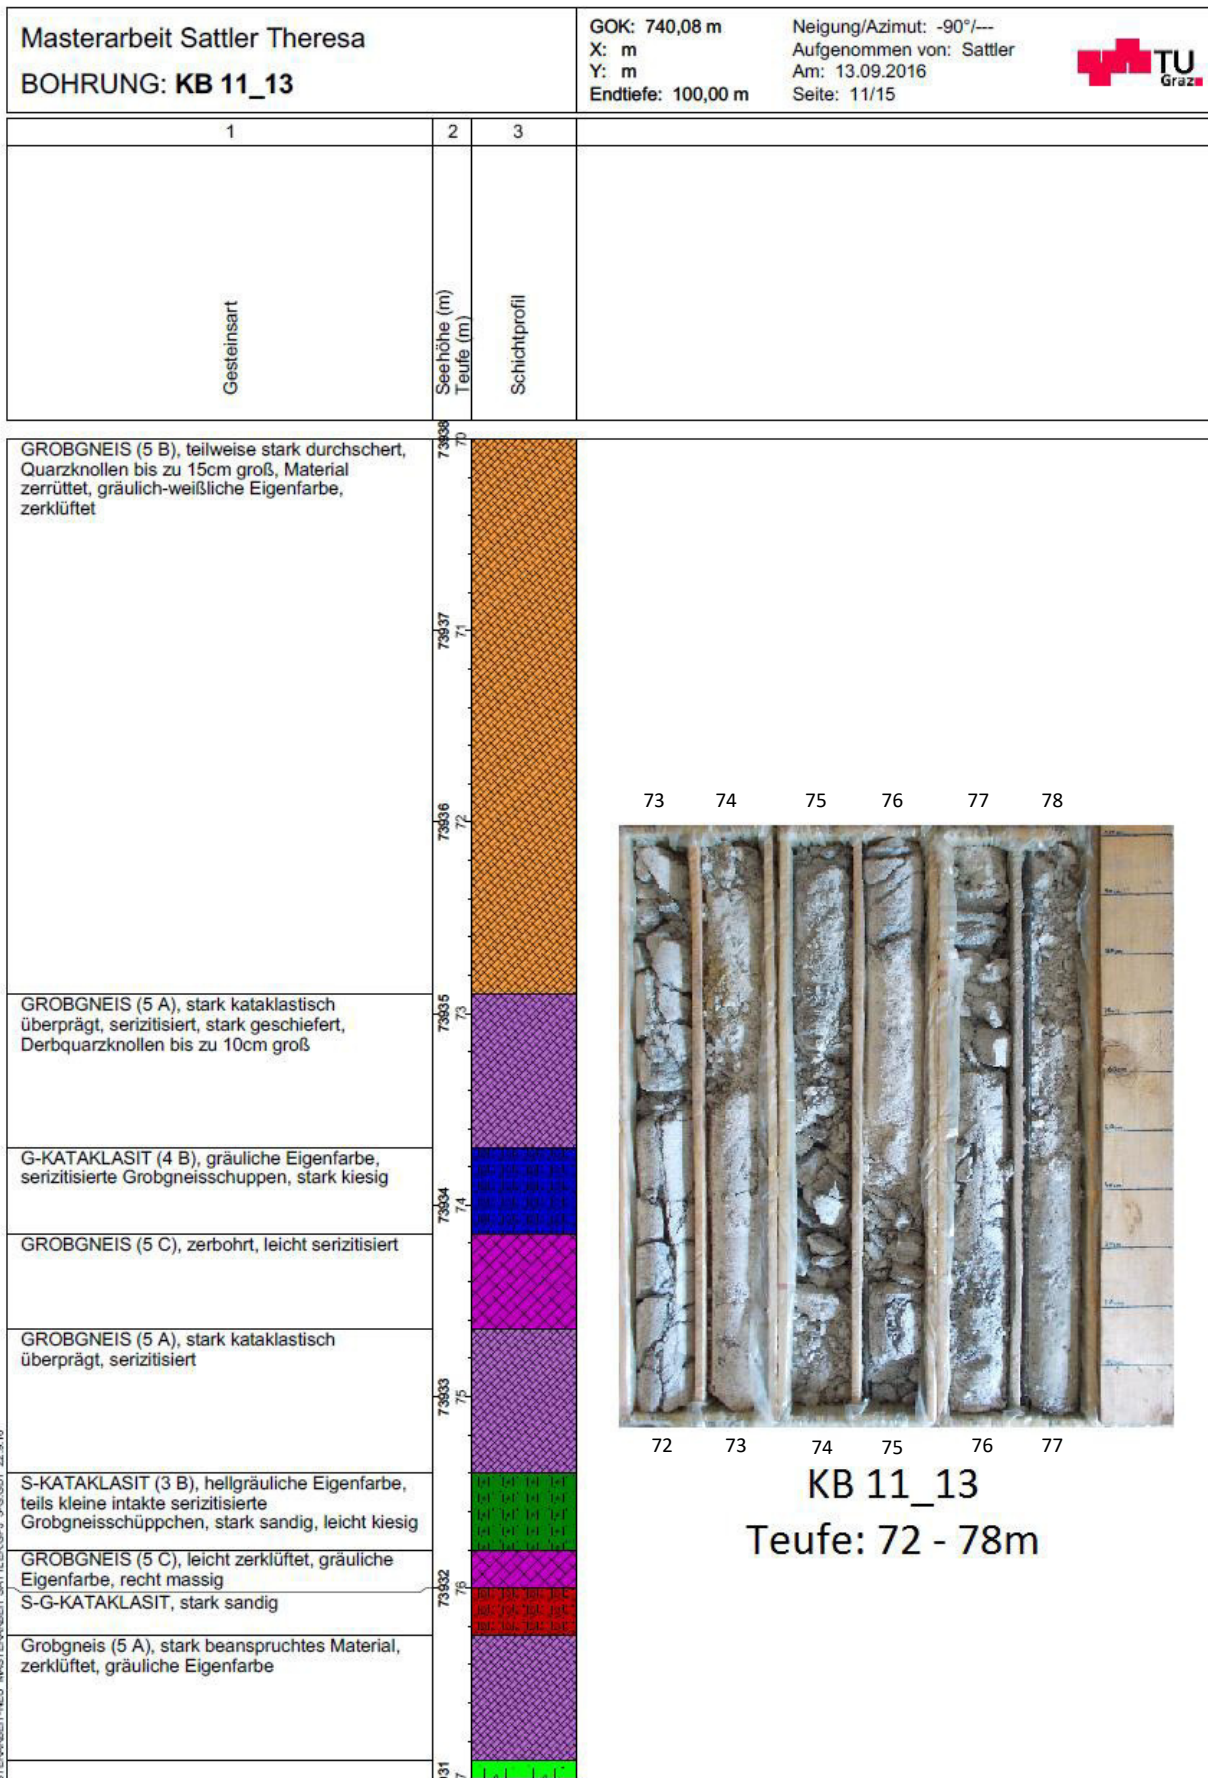 Masterarbeit Sattler Theresa
BOHRUNG: KB 11_13
GOK: 740,08 m
X: m
Y: m
Endtiefe: 100,00 m
Neigung/Azimut: -90°/---
Aufgenommen von: Sattler
Am: 13.09.2016
Seite: 11/15
TU
Graz
1
2
3
Gesteinsart
Seehöhe (m)
Teufe (m)
Schichtprofil
GROBGNEIS (5 B), teilweise stark durchschert,
Quarzknollen bis zu 15cm groß, Material
zerrüttet, gräulich-weißliche Eigenfarbe,
zerklüftet
73938
70
73937
71
73936
72
GROBGNEIS (5 A), stark kataklastisch
überprägt, serizitisiert, stark geschiefert,
Derbquarzknollen bis zu 10cm groß
73935
73
G-KATAKLASIT (4 B), gräuliche Eigenfarbe,
serizitisierte Grobgneisschuppen, stark kiesig
73934
74
GROBGNEIS (5 C), zerbohrt, leicht serizitisiert
GROBGNEIS (5 A), stark kataklastisch
überprägt, serizitisiert
73933
75
S-KATAKLASIT (3 B), hellgräuliche Eigenfarbe,
teils kleine intakte serizitisierte
Grobgneisschüppchen, stark sandig, leicht kiesig
GROBGNEIS (5 C), leicht zerklüftet, gräuliche
Eigenfarbe, recht massig
73932
76
S-G-KATAKLASIT, stark sandig
Grobgneis (5 A), stark beanspruchtes Material,
zerklüftet, gräuliche Eigenfarbe
73 74 75 76 77 78
72 73 74 75 76 77
KB 11_13
Teufe: 72 - 78m